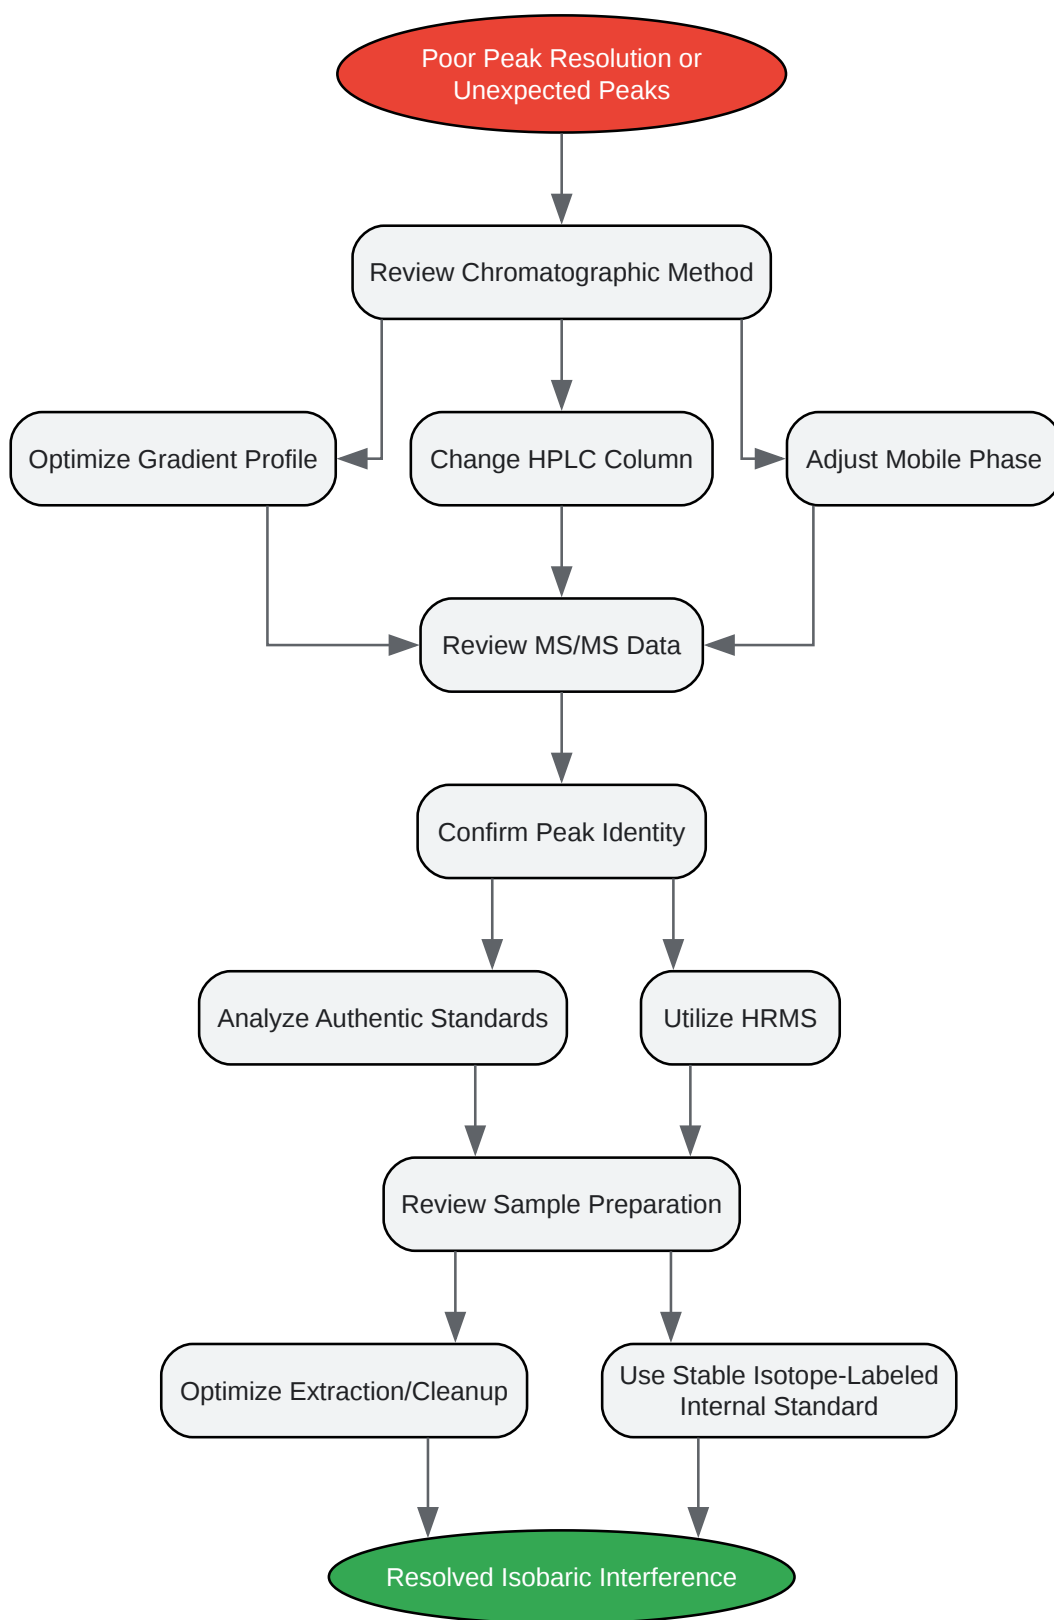 Poor Peak Resolution or
Unexpected Peaks
Review Chromatographic Method
Optimize Gradient Profile
Change HPLC Column
Adjust Mobile Phase
Review MS/MS Data
Confirm Peak Identity
Analyze Authentic Standards
Utilize HRMS
Review Sample Preparation
Optimize Extraction/Cleanup
Use Stable Isotope-Labeled
Internal Standard
Resolved Isobaric Interference